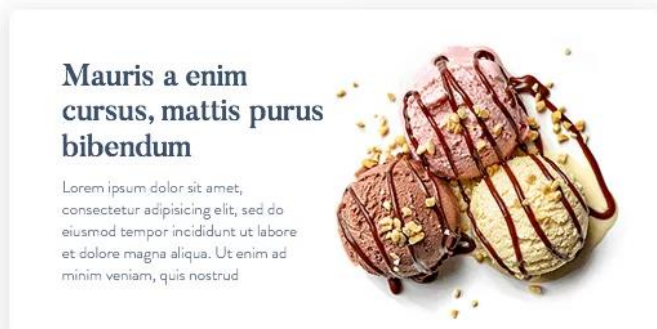 Mauris a enim
cursus, mattis purus
bibendum
Lorem ipsum dolor sit amet,
consectetur adipisicing elit, sed do
eiusmod tempor incididunt ut labore
et dolore magna aliqua. Ut enim ad
minim veniam, quis nostrud